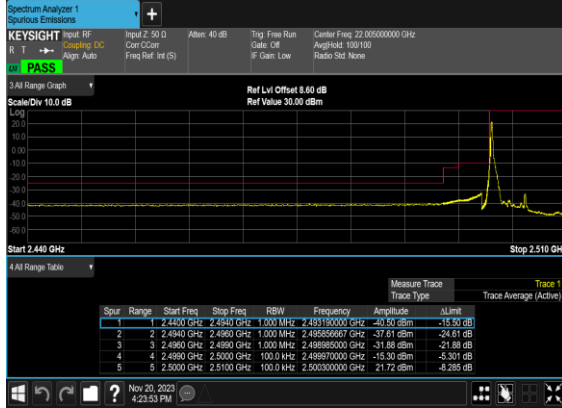 Spectrum Analyzer 1
Spurious Emissions
+
KEYSIGHT Input: RF Input Z: 50 Ω Atten: 40 dB Trig: Free Run Center Freq: 22.005000000 GHz
R T Coupling: DC Corr CCorr Gate: Off Avg|Hold: 100/100
Align: Auto Freq Ref: Int (S) IF Gain: Low Radio Std: None
PASS
3 All Range Graph
Ref Lvl Offset 8.60 dB
Scale/Div 10.0 dB Ref Value 30.00 dBm
Log
20.0
10.0
0.00
-10.0
-20.0
-30.0
-40.0
-50.0
-60.0
Start 2.440 GHz Stop 2.510 GH
4 All Range Table
Measure Trace Trace 1
Trace Type Trace Average (Active)
Spur Range Start Freq Stop Freq RBW Frequency Amplitude ΔLimit
1 1 2.4400 GHz 2.4940 GHz 1.000 MHz 2.493190000 GHz -40.50 dBm -15.50 dB
2 2 2.4940 GHz 2.4960 GHz 1.000 MHz 2.495856667 GHz -37.61 dBm -24.61 dB
3 3 2.4960 GHz 2.4990 GHz 1.000 MHz 2.498985000 GHz -31.88 dBm -21.88 dB
4 4 2.4990 GHz 2.5000 GHz 100.0 kHz 2.499970000 GHz -15.30 dBm -5.301 dB
5 5 2.5000 GHz 2.5100 GHz 100.0 kHz 2.500300000 GHz 21.72 dBm -8.285 dB
? Nov 20, 2023
4:23:53 PM